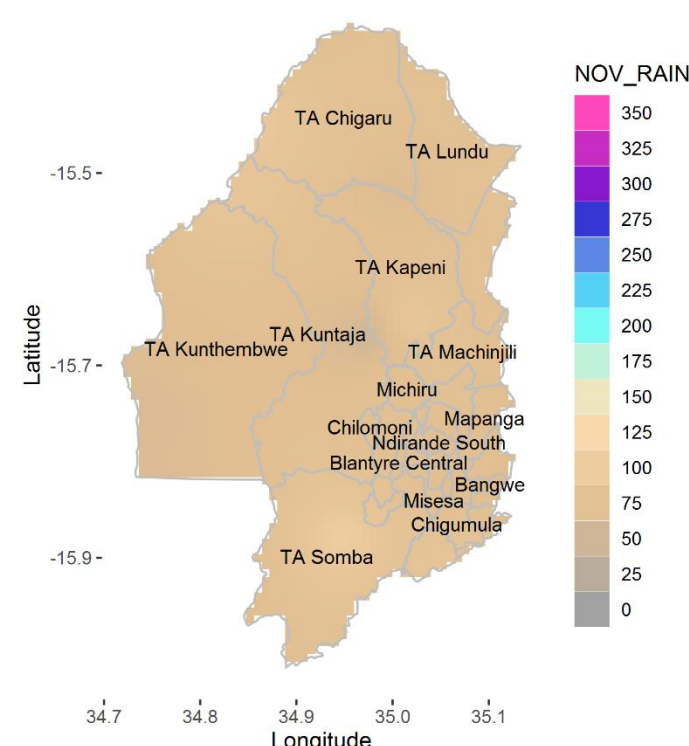 NOV_RAIN
350
325
300
275
250
225
200
175
150
125
100
75
50
25
0
TA Chigaru
TA Lundu
TA Kapeni
TA Kuntaja
TA Kunthembwe
TA Machinjili
Michiru
Mapanga
Chilomoni
Ndirande South
Blantyre Central
Bangwe
Misesa
Chigumula
TA Somba
Latitude
-15.5
-15.7
-15.9
34.7 34.8 34.9 35.0 35.1
Longitude